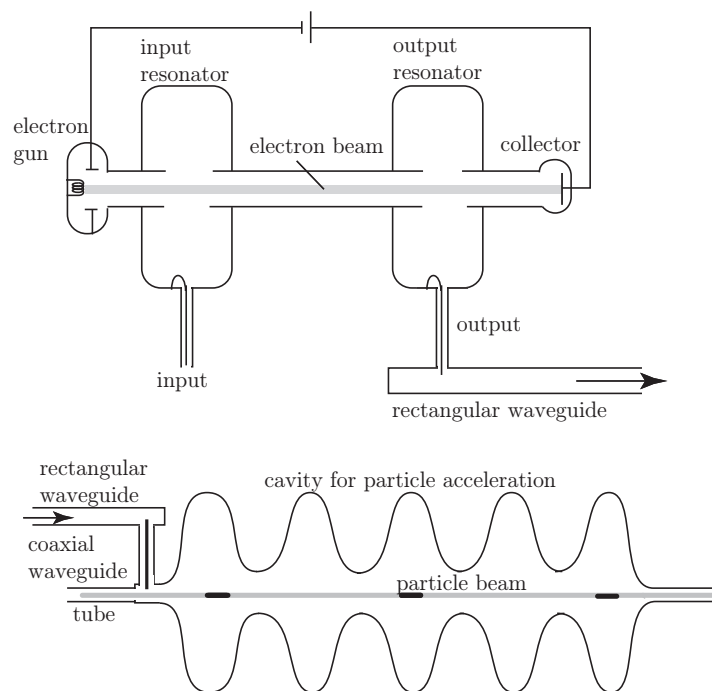 input
resonator
output
resonator
electron
gun
electron beam
collector
input
output
rectangular waveguide
rectangular
waveguide
cavity for particle acceleration
coaxial
waveguide
particle beam
tube